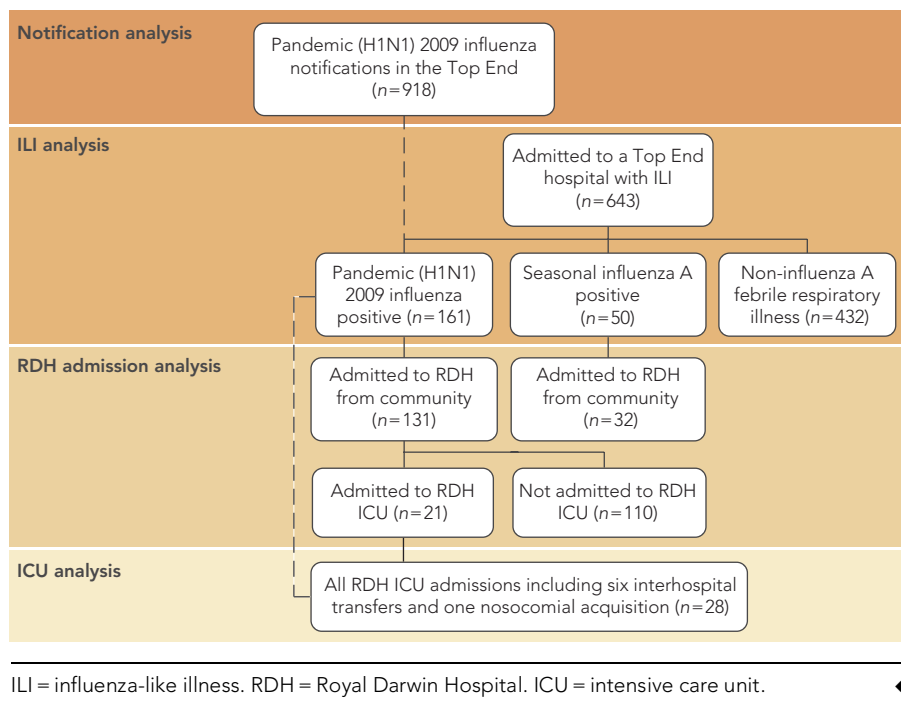 Notification analysis
Pandemic (H1N1) 2009 influenza
notifications in the Top End
(n=918)
ILI analysis
Admitted to a Top End
hospital with ILI
(n=643)
Pandemic (H1N1)
2009 influenza
positive (n=161)
Seasonal influenza A
positive
(n=50)
Non-influenza A
febrile respiratory
illness (n=432)
RDH admission analysis
Admitted to RDH
from community
(n=131)
Admitted to RDH
from community
(n=32)
Admitted to RDH
ICU (n=21)
Not admitted to RDH
ICU (n=110)
ICU analysis
All RDH ICU admissions including six interhospital
transfers and one nosocomial acquisition (n=28)
ILI = influenza-like illness. RDH = Royal Darwin Hospital. ICU = intensive care unit.